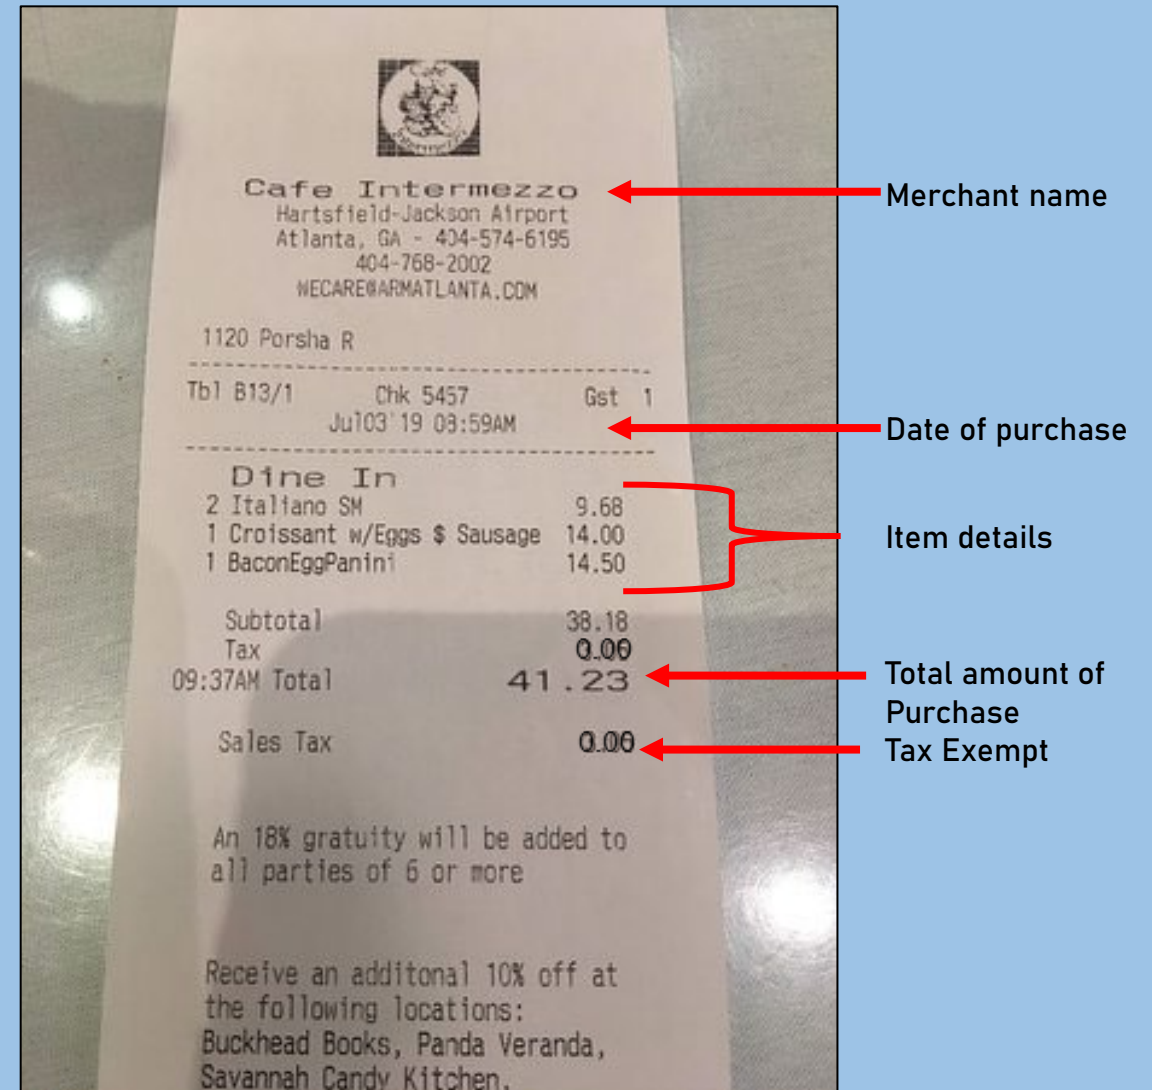 Cafe
Intermezzo
Cafe Intermezzo
Merchant name
Hartsfield-Jackson Airport
Atlanta, GA - 404-574-6195
404-768-2002
WECARE@ARMATLANTA.COM
1120 Porsha R
Tbl B13/1 Chk 5457 Gst 1
Jul03'19 08:59AM
Date of purchase
Dine In
2 Italiano SM 9.68
1 Croissant w/Eggs $ Sausage 14.00
1 BaconEggPanini 14.50
Item details
Subtotal 38.18
Tax 0.00
09:37AM Total 41.23
Total amount of
Purchase
Sales Tax 0.00
Tax Exempt
An 18% gratuity will be added to
all parties of 6 or more
Receive an additonal 10% off at
the following locations:
Buckhead Books, Panda Veranda,
Savannah Candy Kitchen,